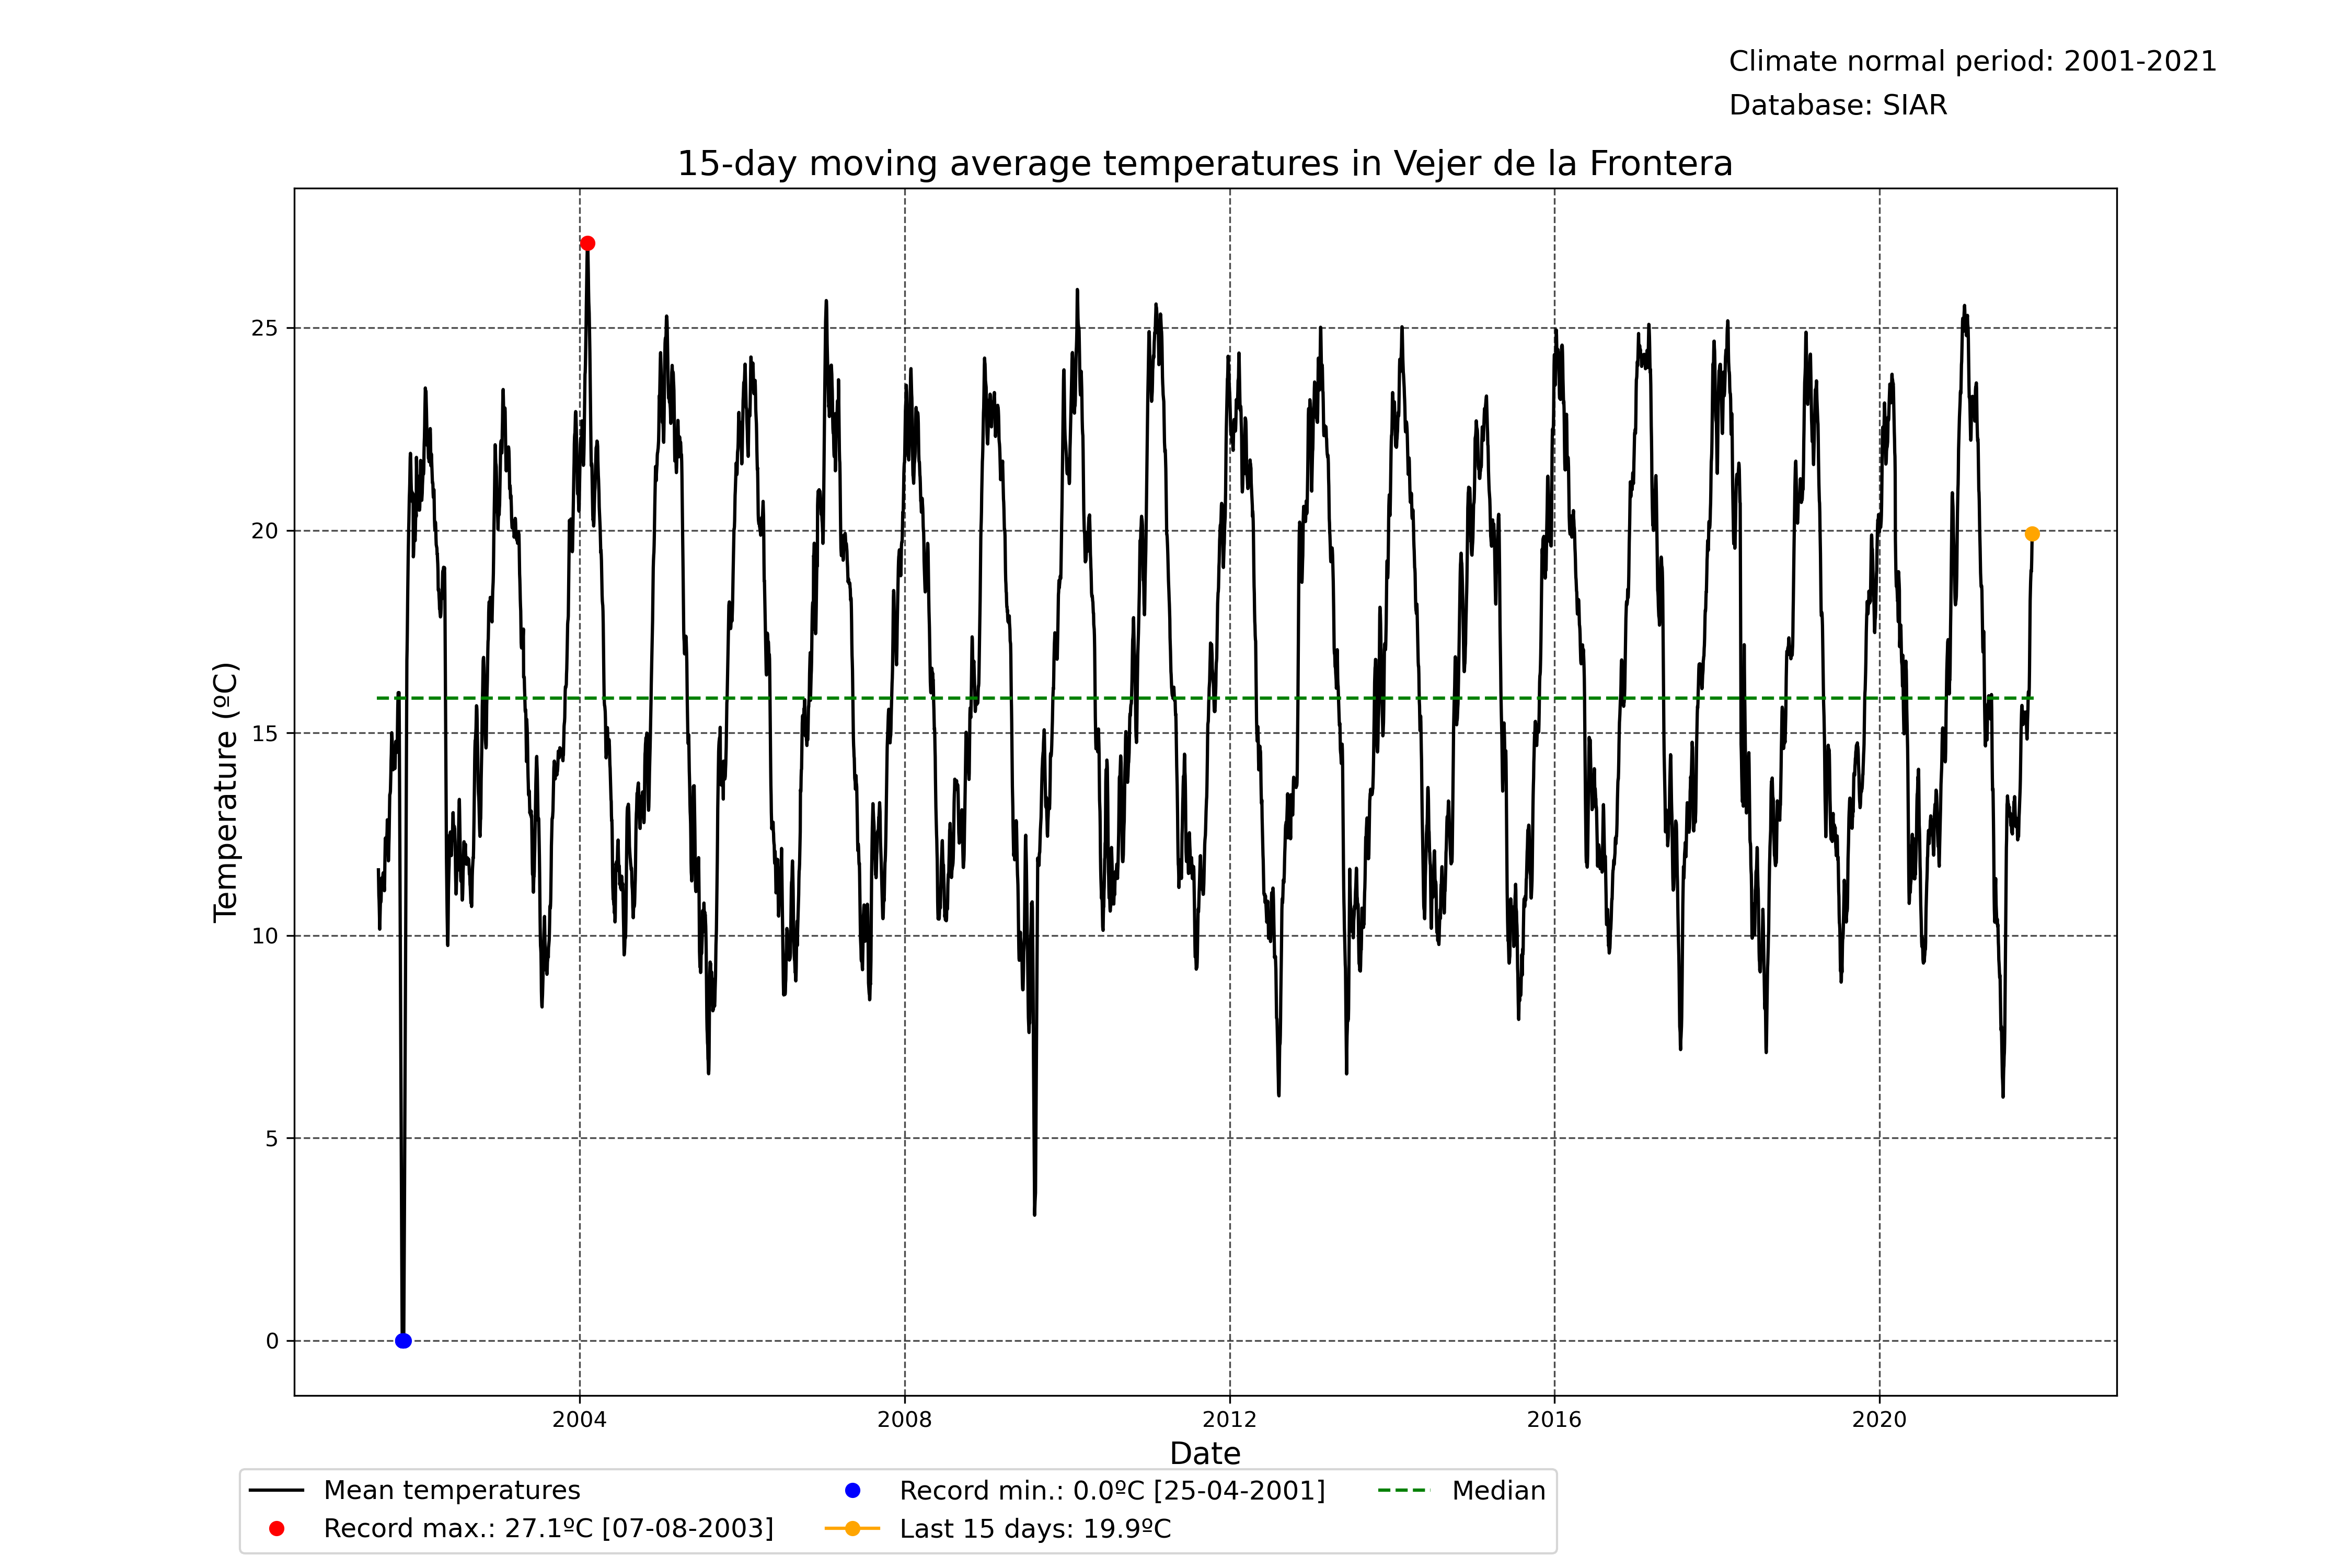 Climate normal period: 2001-2021
Database: SIAR
15-day moving average temperatures in Vejer de la Frontera
25
20
15
10
5
0
Temperature (ºC)
2004 2008 2012 2016 2020
Date
Mean temperatures
Record max.: 27.1ºC [07-08-2003]
Record min.: 0.0ºC [25-04-2001]
Last 15 days: 19.9ºC
Median